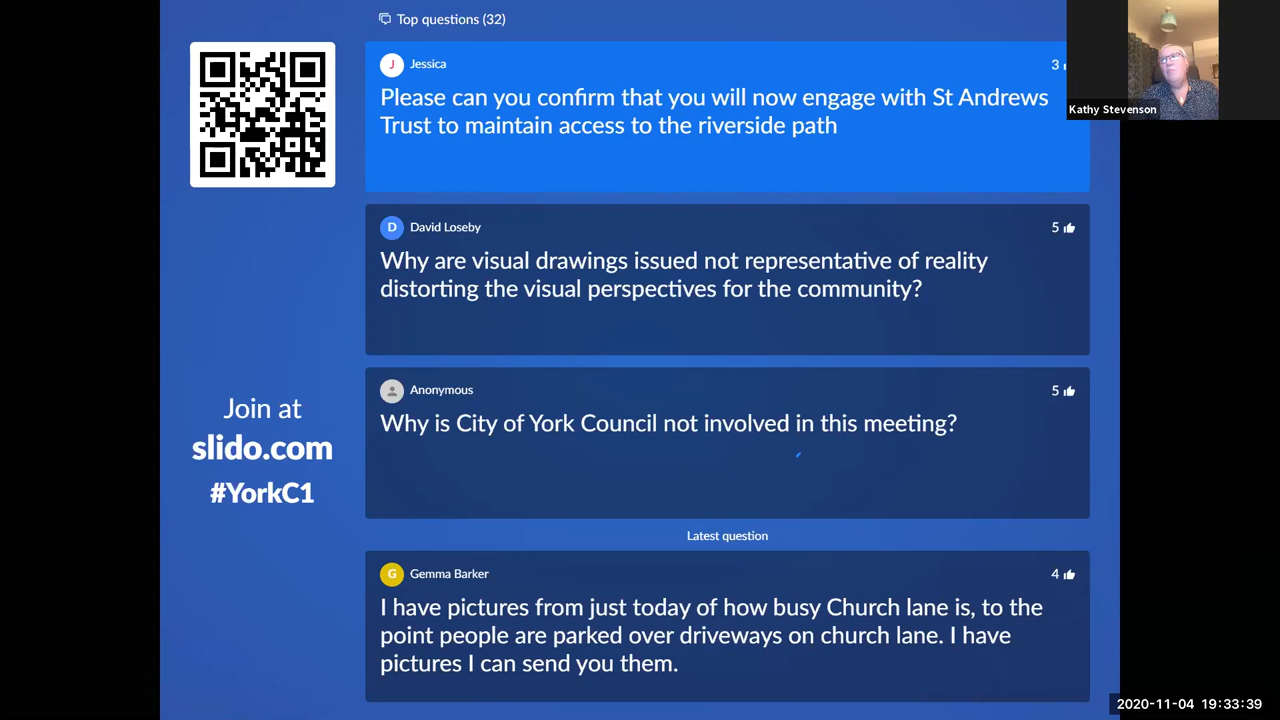 Top questions (32)
J Jessica 3
Please can you confirm that you will now engage with St Andrews
Trust to maintain access to the riverside path
Kathy Stevenson
D David Loseby 5
Why are visual drawings issued not representative of reality
distorting the visual perspectives for the community?
Anonymous 5
Why is City of York Council not involved in this meeting?
Join at
slido.com
#YorkC1
Latest question
G Gemma Barker 4
I have pictures from just today of how busy Church lane is, to the
point people are parked over driveways on church lane. I have
pictures I can send you them.
2020-11-04 19:33:39